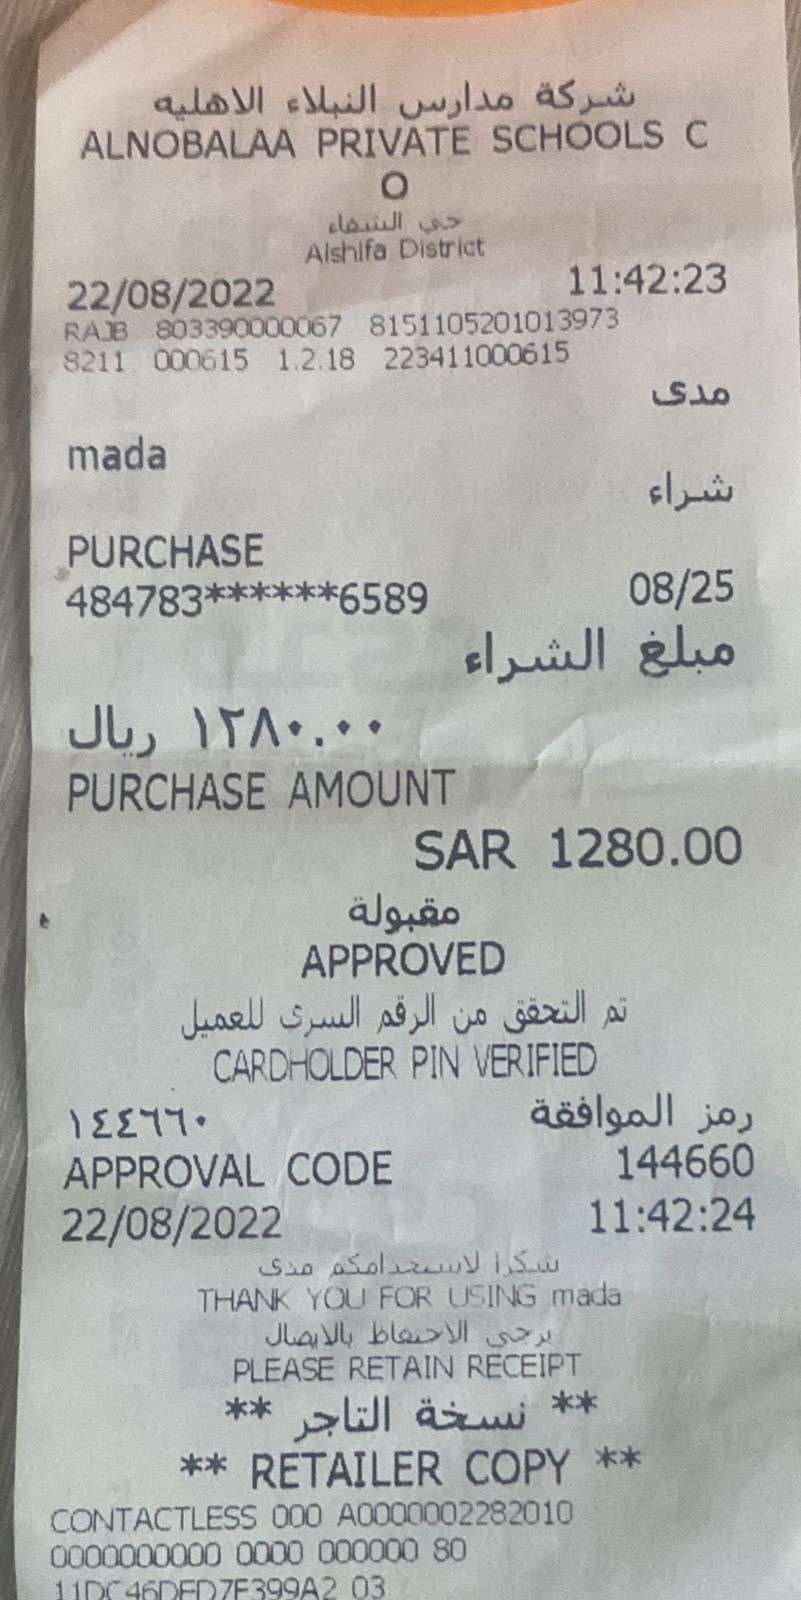 شركة مدارس النبلاء الاهليه
ALNOBALAA PRIVATE SCHOOLS C
O
حي الشفاء
Alshifa District
22/08/2022 11:42:23
RAJB 803390000067 8151105201013973
8211 000615 1.2.18 223411000615
مدى
mada
شراء
PURCHASE
484783******6589 08/25
مبلغ الشراء
١٢٨٠.٠٠ ريال
PURCHASE AMOUNT
SAR 1280.00
مقبولة
APPROVED
تم التحقق من الرقم السرى للعميل
CARDHOLDER PIN VERIFIED
رمز الموافقة ١٤٤٦٦٠
APPROVAL CODE 144660
22/08/2022 11:42:24
شكرا لاستخدامكم مدى
THANK YOU FOR USING mada
يرجى الاحتفاظ بالايصال
PLEASE RETAIN RECEIPT
** نسخة التاجر **
** RETAILER COPY **
CONTACTLESS 000 A0000002282010
0000000000 0000 000000 80
11DC46DFD7F399A2 03